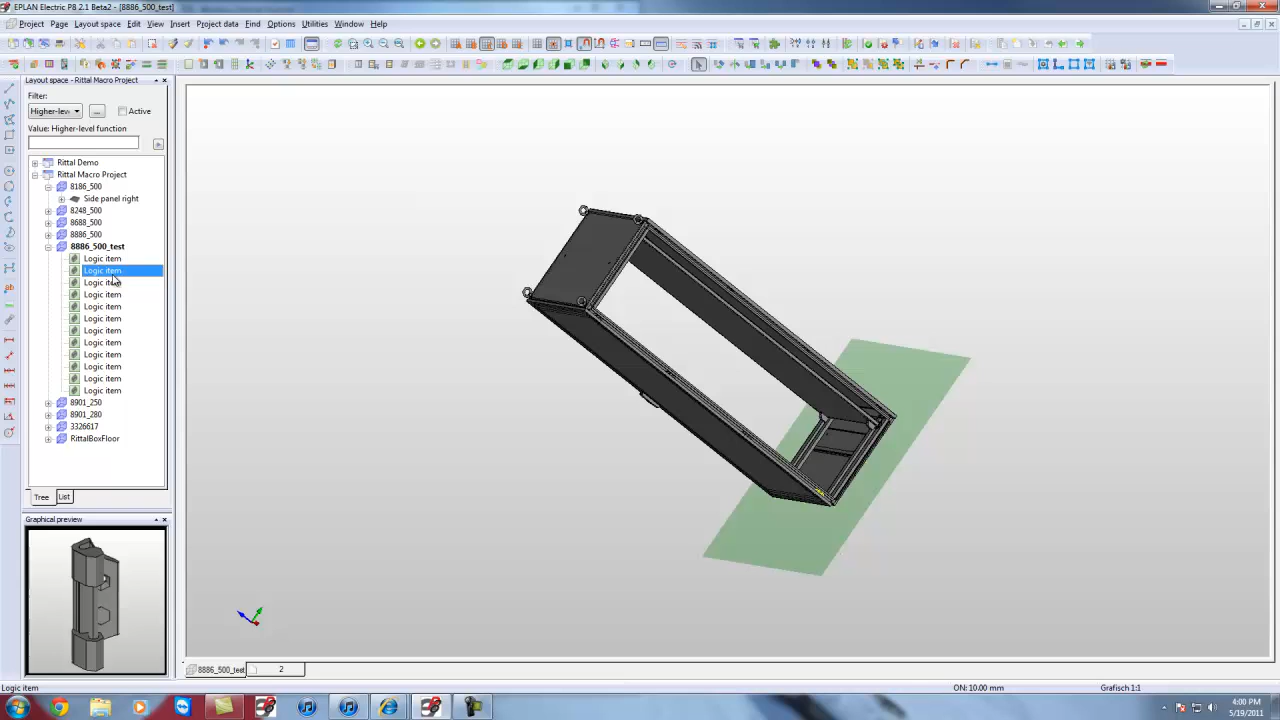 EPLAN Electric P8 2.1 Beta2 - [8886_500_test]
Project Page Layout space Edit View Insert Project data Find Options Utilities Window Help
Layout space - Rittal Macro Project
Filter:
Higher-lev ... Active
Value: Higher-level function
Rittal Demo
Rittal Macro Project
8186_500
Side panel right
8248_500
8688_500
8886_500
8886_500_test
Logic item
Logic item
Logic item
Logic item
Logic item
Logic item
Logic item
Logic item
Logic item
Logic item
Logic item
Logic item
8901_250
8901_280
3326617
RittalBoxFloor
Tree List
Graphical preview
8886_500_test 2
Logic item ON: 10.00 mm Grafisch 1:1
4:00 PM
5/19/2011